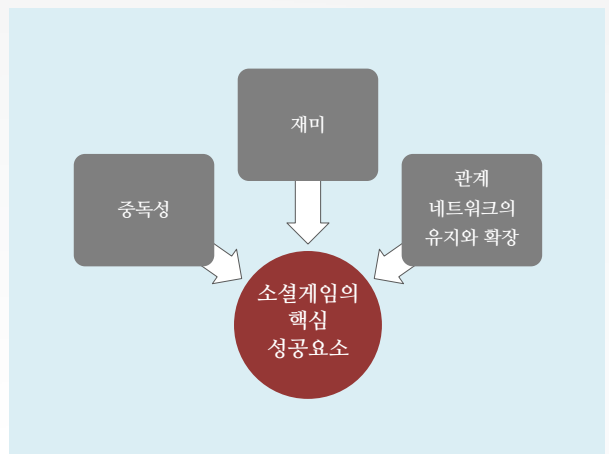 재미
중독성
관계
네트워크의
유지와 확장
소셜게임의
핵심
성공요소